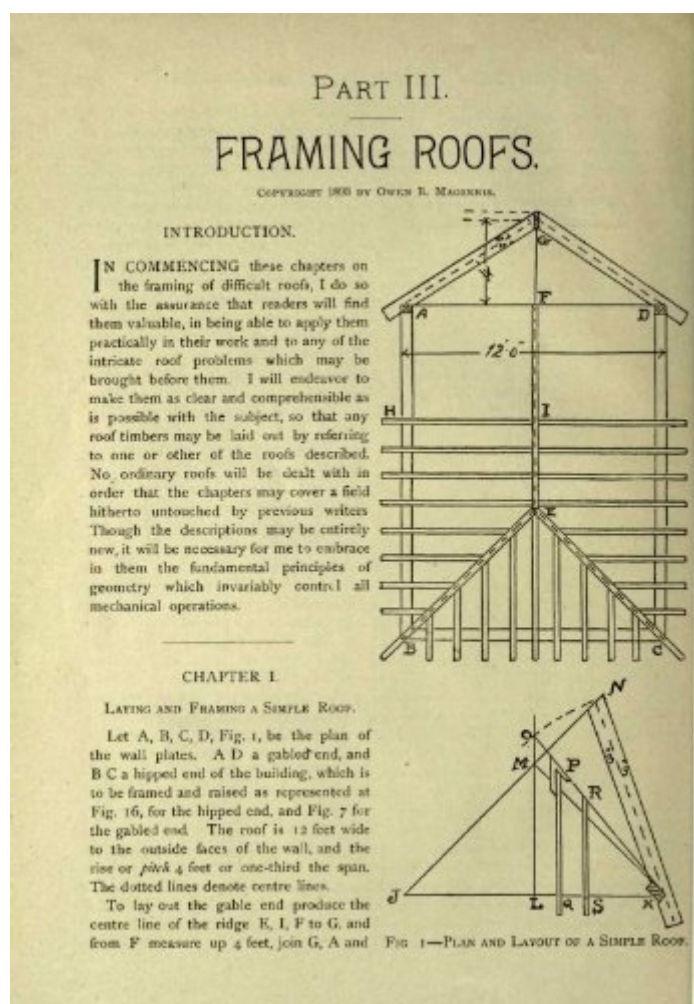 PART III.
FRAMING ROOFS.
COPYRIGHT 1893 BY OWEN B. MAGINNIS.
INTRODUCTION.
IN COMMENCING these chapters on
the framing of difficult roofs, I do so
with the assurance that readers will find
them valuable, in being able to apply them
practically in their work and to any of the
intricate roof problems which may be
brought before them. I will endeavor to
make them as clear and comprehensible as
is possible with the subject, so that any
roof timbers may be laid out by referring
to one or other of the roofs described.
No ordinary roofs will be dealt with in
order that the chapters may cover a field
hitherto untouched by previous writers
Though the descriptions may be entirely
new, it will be necessary for me to embrace
in them the fundamental principles of
geometry which invariably control all
mechanical operations.
CHAPTER I.
LAYING AND FRAMING A SIMPLE ROOF.
Let A, B, C, D, Fig. 1, be the plan of
the wall plates. A D a gabled end, and
B C a hipped end of the building, which is
to be framed and raised as represented at
Fig. 16, for the hipped end, and Fig. 7 for
the gabled end. The roof is 12 feet wide
to the outside faces of the wall, and the
rise or pitch 4 feet or one-third the span.
The dotted lines denote centre lines.
To lay out the gable end produce the
centre line of the ridge E, I, F to G, and
from F measure up 4 feet, join G, A and
G
A
F
D
12'-0"
H
I
E
B
C
N
O
M
P
R
J
L
Q
S
K
FIG 1—PLAN AND LAYOUT OF A SIMPLE ROOF.